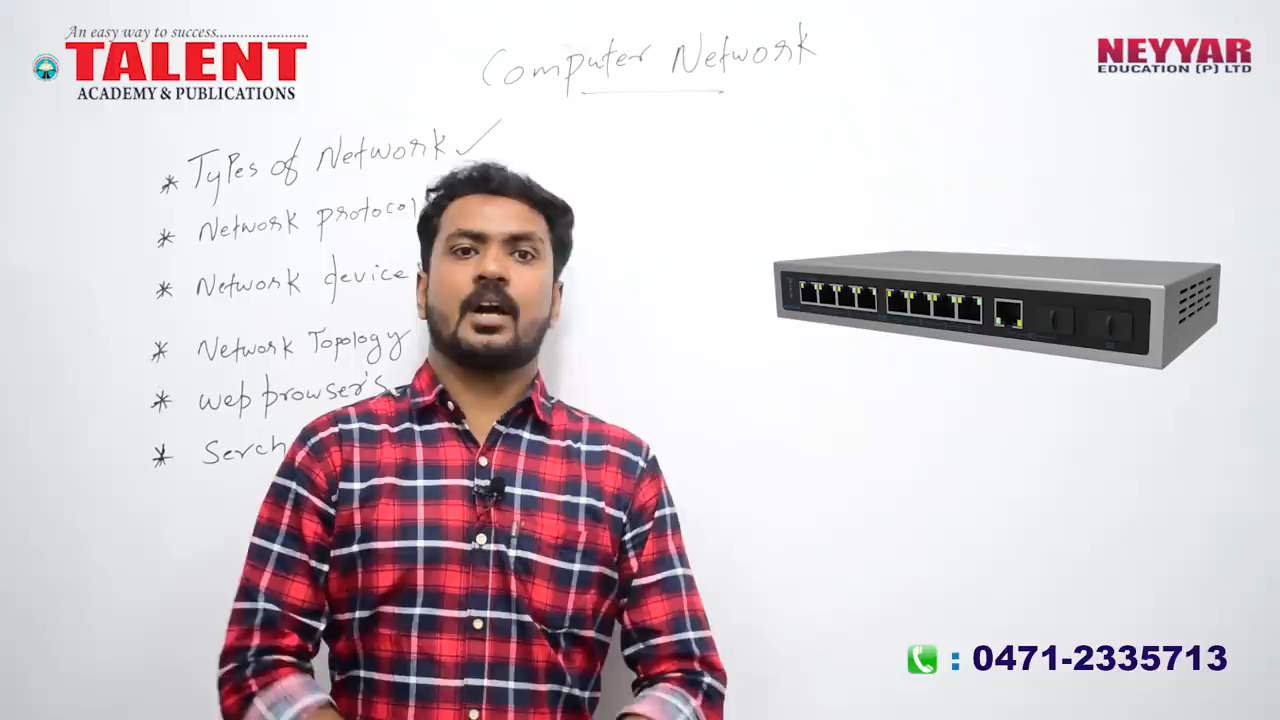 An easy way to success......................
TALENT
ACADEMY & PUBLICATIONS
NEYYAR
EDUCATION (P) LTD
Computer Network
* Types of Network ✓
* Network protocol
* Network device
* Network Topology
* web browser's
* Serch
: 0471-2335713